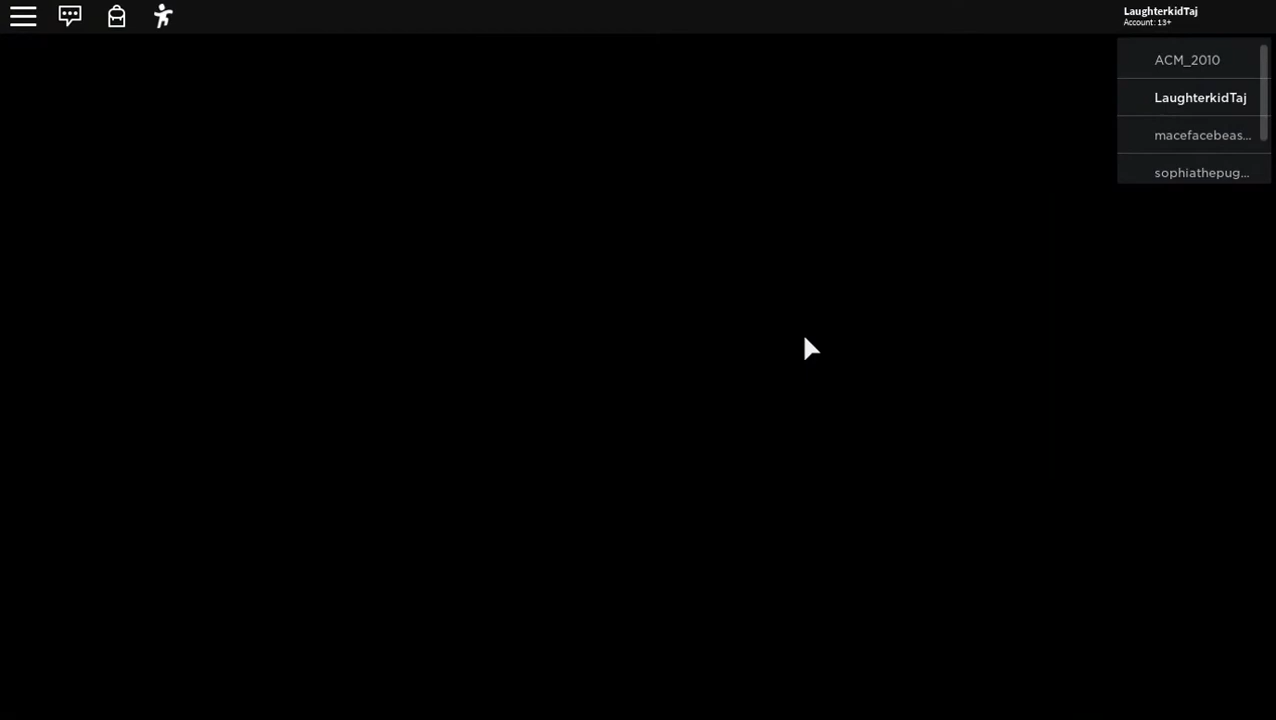 LaughterkidTaj
Account: 13+
ACM_2010
LaughterkidTaj
macefacebeas...
sophiathepug...